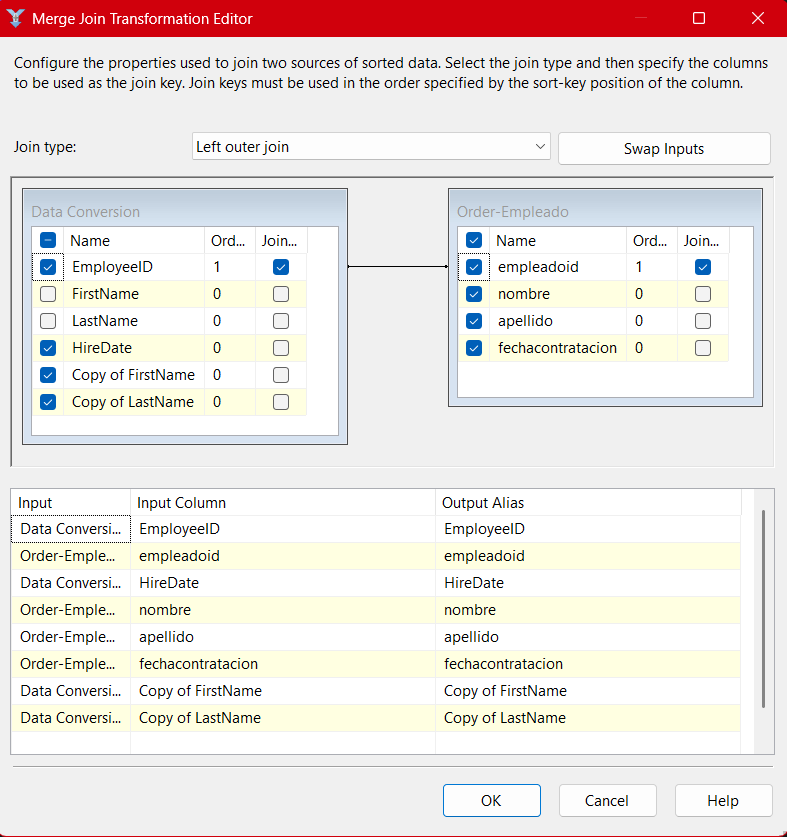 Merge Join Transformation Editor
Configure the properties used to join two sources of sorted data. Select the join type and then specify the columns
to be used as the join key. Join keys must be used in the order specified by the sort-key position of the column.
Join type:
Left outer join
Swap Inputs
Data Conversion
Name Ord... Join...
EmployeeID 1
FirstName 0
LastName 0
HireDate 0
Copy of FirstName 0
Copy of LastName 0
Order-Empleado
Name Ord... Join...
empleadoid 1
nombre 0
apellido 0
fechacontratacion 0
Input Input Column Output Alias
Data Conversi... EmployeeID EmployeeID
Order-Emple... empleadoid empleadoid
Data Conversi... HireDate HireDate
Order-Emple... nombre nombre
Order-Emple... apellido apellido
Order-Emple... fechacontratacion fechacontratacion
Data Conversi... Copy of FirstName Copy of FirstName
Data Conversi... Copy of LastName Copy of LastName
OK
Cancel
Help